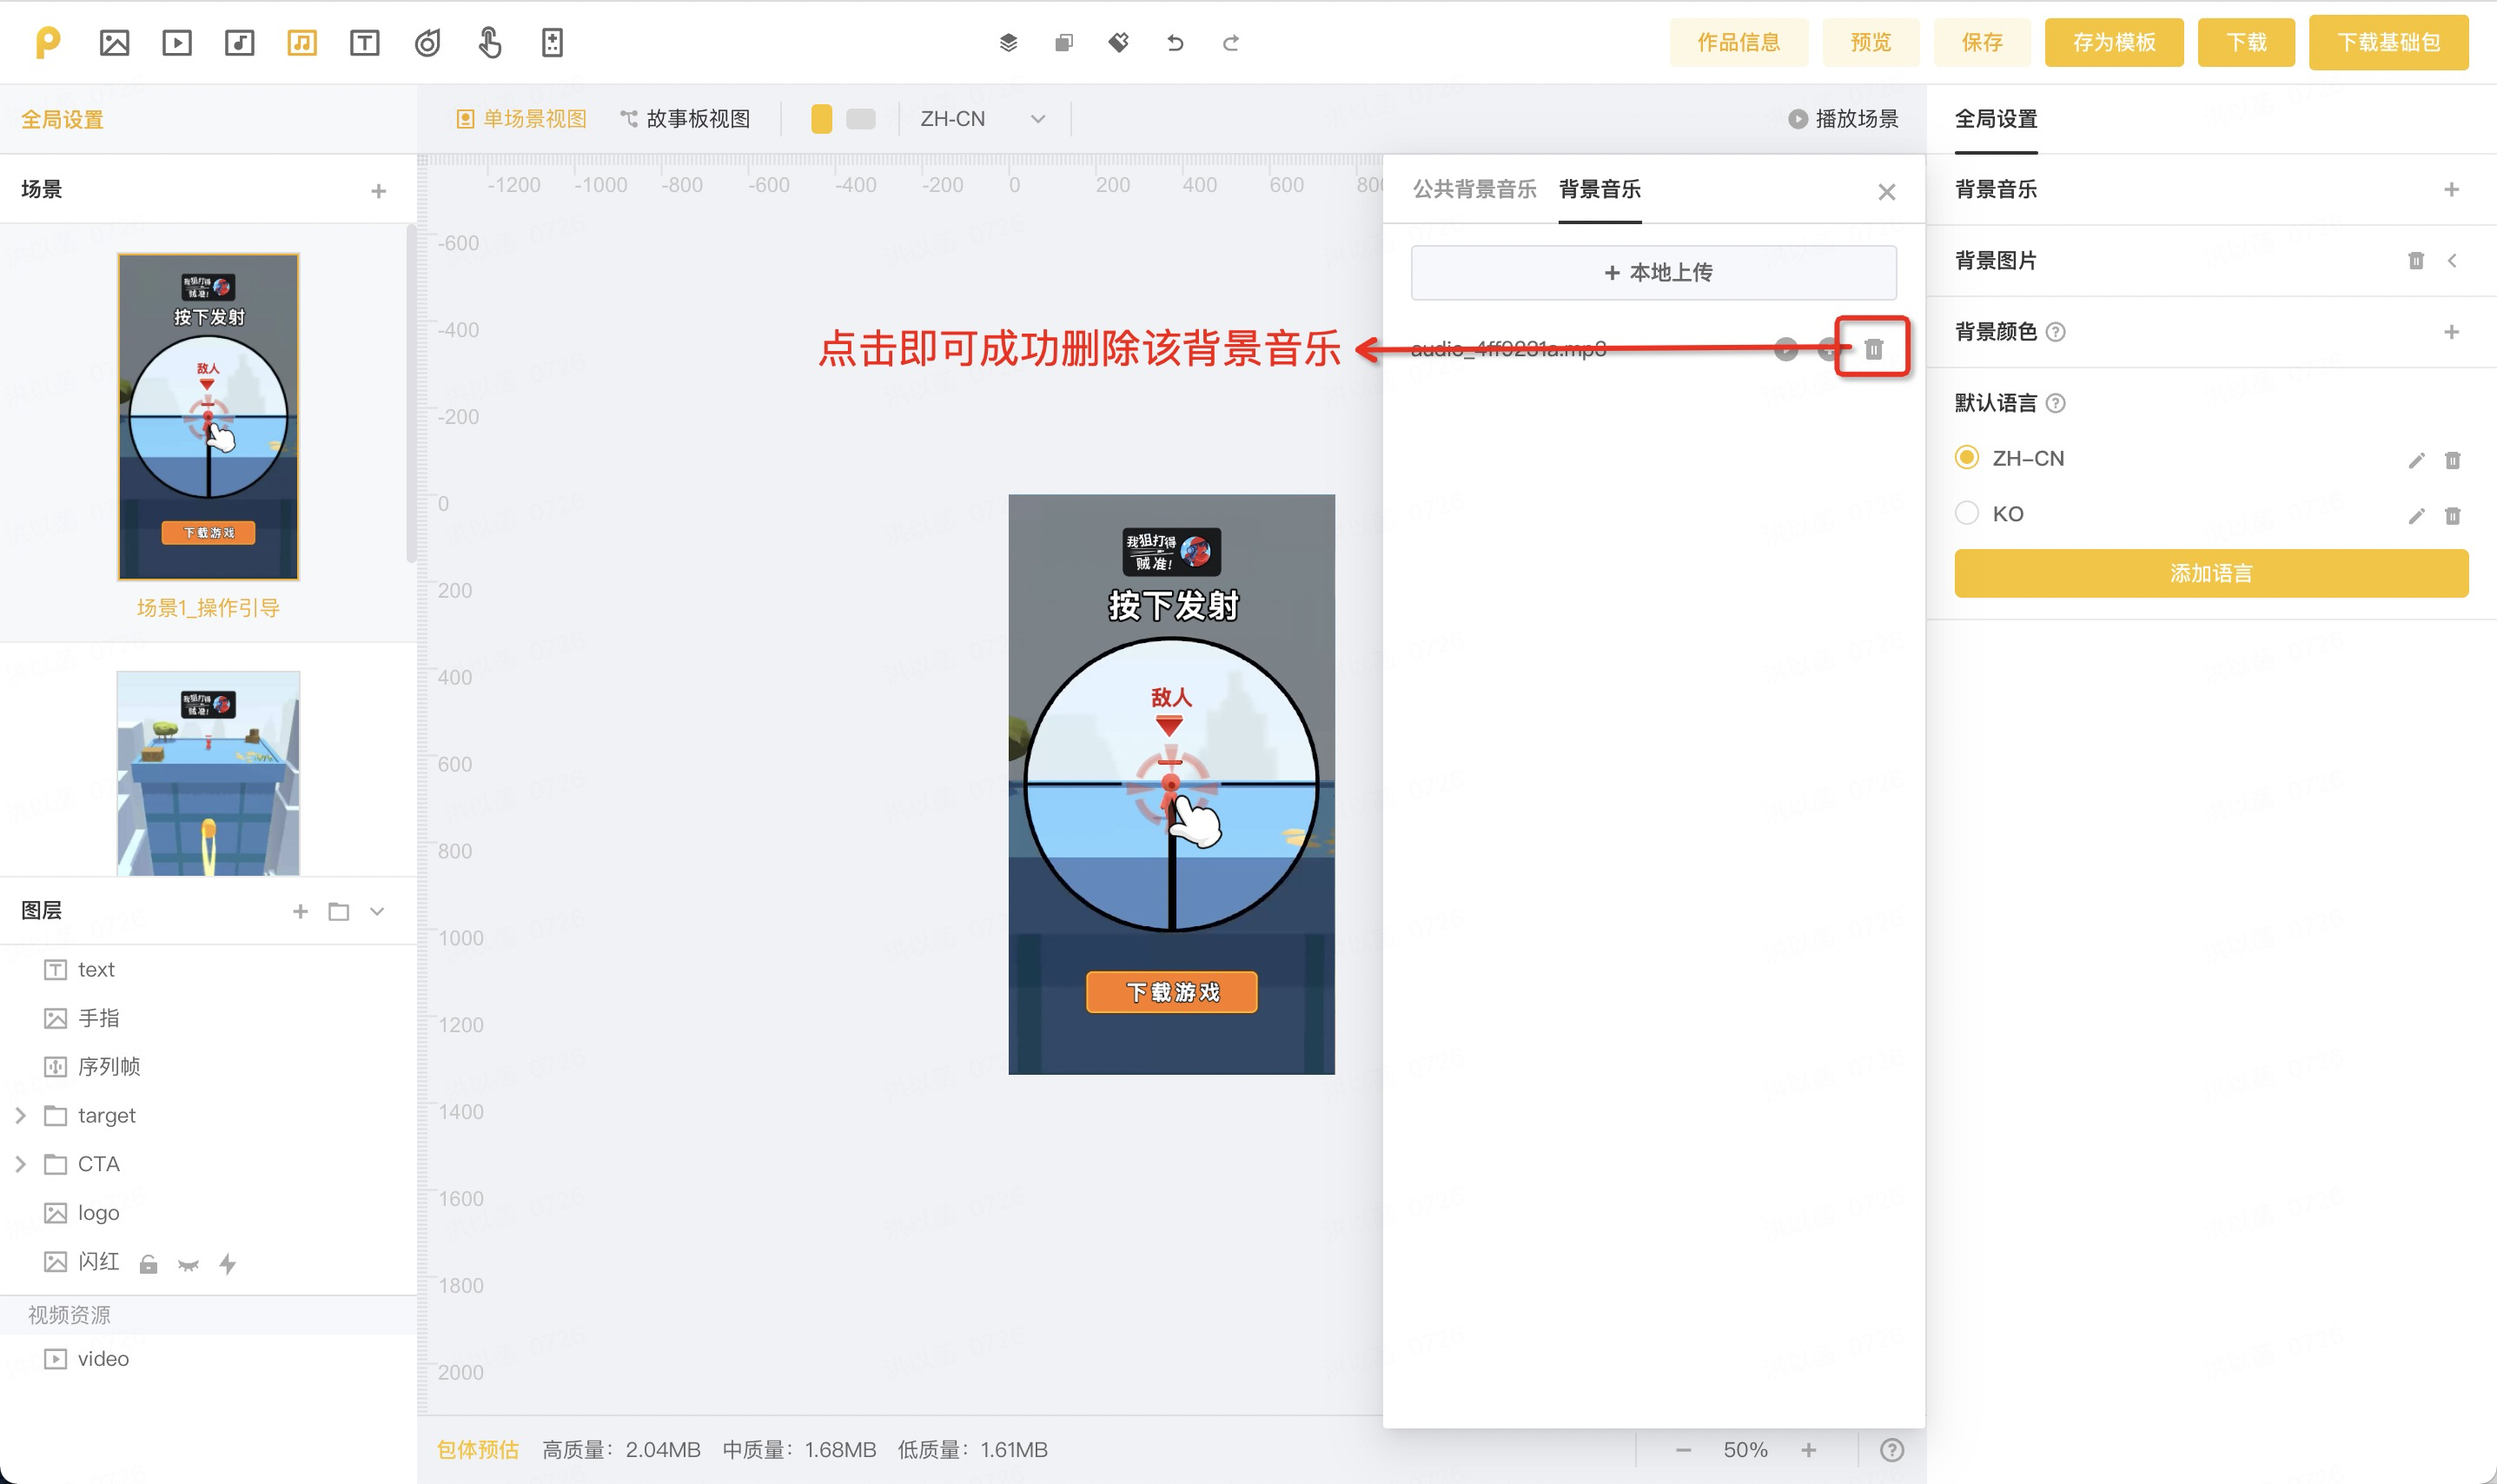 作品信息
预览
保存
存为模板
下载
下载基础包
全局设置
单场景视图
故事板视图
ZH-CN
播放场景
全局设置
场景
-1200 -1000 -800 -600 -400 -200 0 200 400 600
公共背景音乐
背景音乐
背景音乐
+ 本地上传
背景图片
背景颜色
点击即可成功删除该背景音乐
audio_4ff9281a.mp3
默认语言
ZH-CN
KO
添加语言
-600
-400
-200
0
200
400
600
800
1000
1200
1400
1600
1800
2000
我狙打得
贼准!
按下发射
敌人
下载游戏
场景1_操作引导
我狙打得
贼准!
我狙打得
贼准!
按下发射
敌人
下载游戏
图层
text
手指
序列帧
target
CTA
logo
闪红
视频资源
video
包体预估 高质量：2.04MB 中质量：1.68MB 低质量：1.61MB
50%